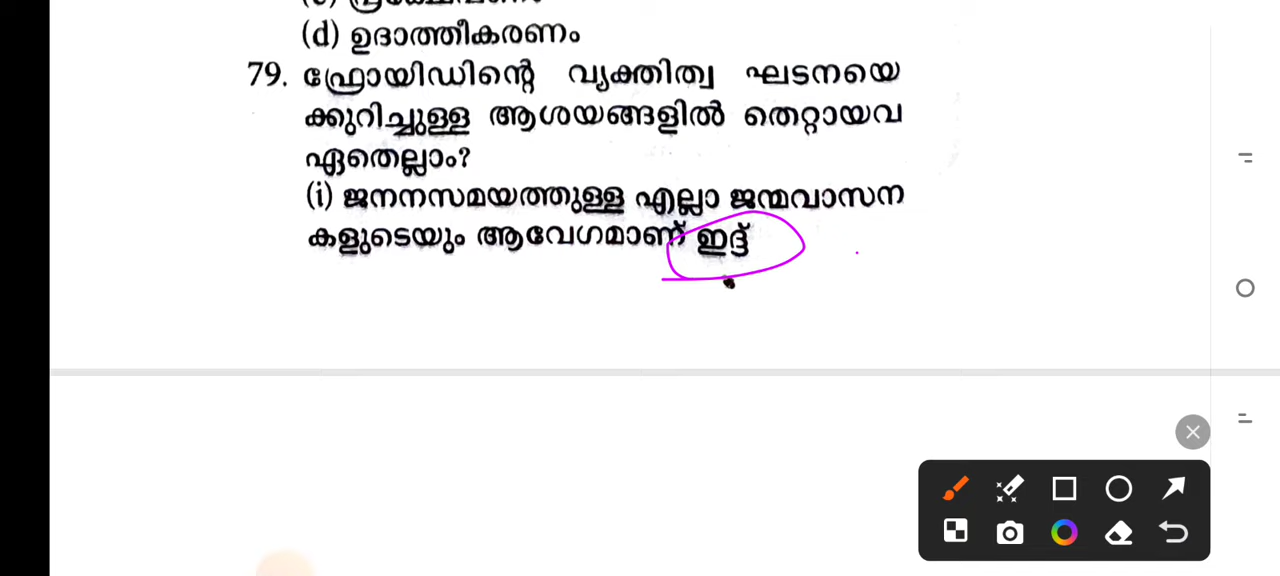 (d) ഉദാത്തീകരണം
79. ഫ്രോയിഡിന്റെ വ്യക്തിത്വ ഘടനയെ
ക്കുറിച്ചുള്ള ആശയങ്ങളിൽ തെറ്റായവ
ഏതെല്ലാം?
(i) ജനനസമയത്തുള്ള എല്ലാ ജന്മവാസന
കളുടെയും ആവേഗമാണ് ഇദ്ദ്